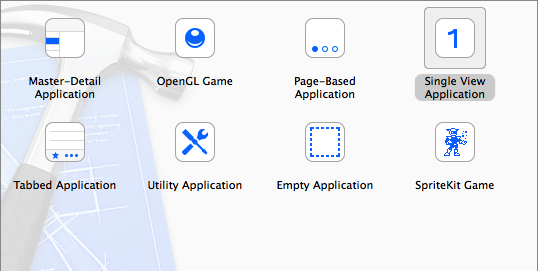 Master-Detail
Application
OpenGL Game
Page-Based
Application
1
Single View
Application
Tabbed Application
Utility Application
Empty Application
SpriteKit Game